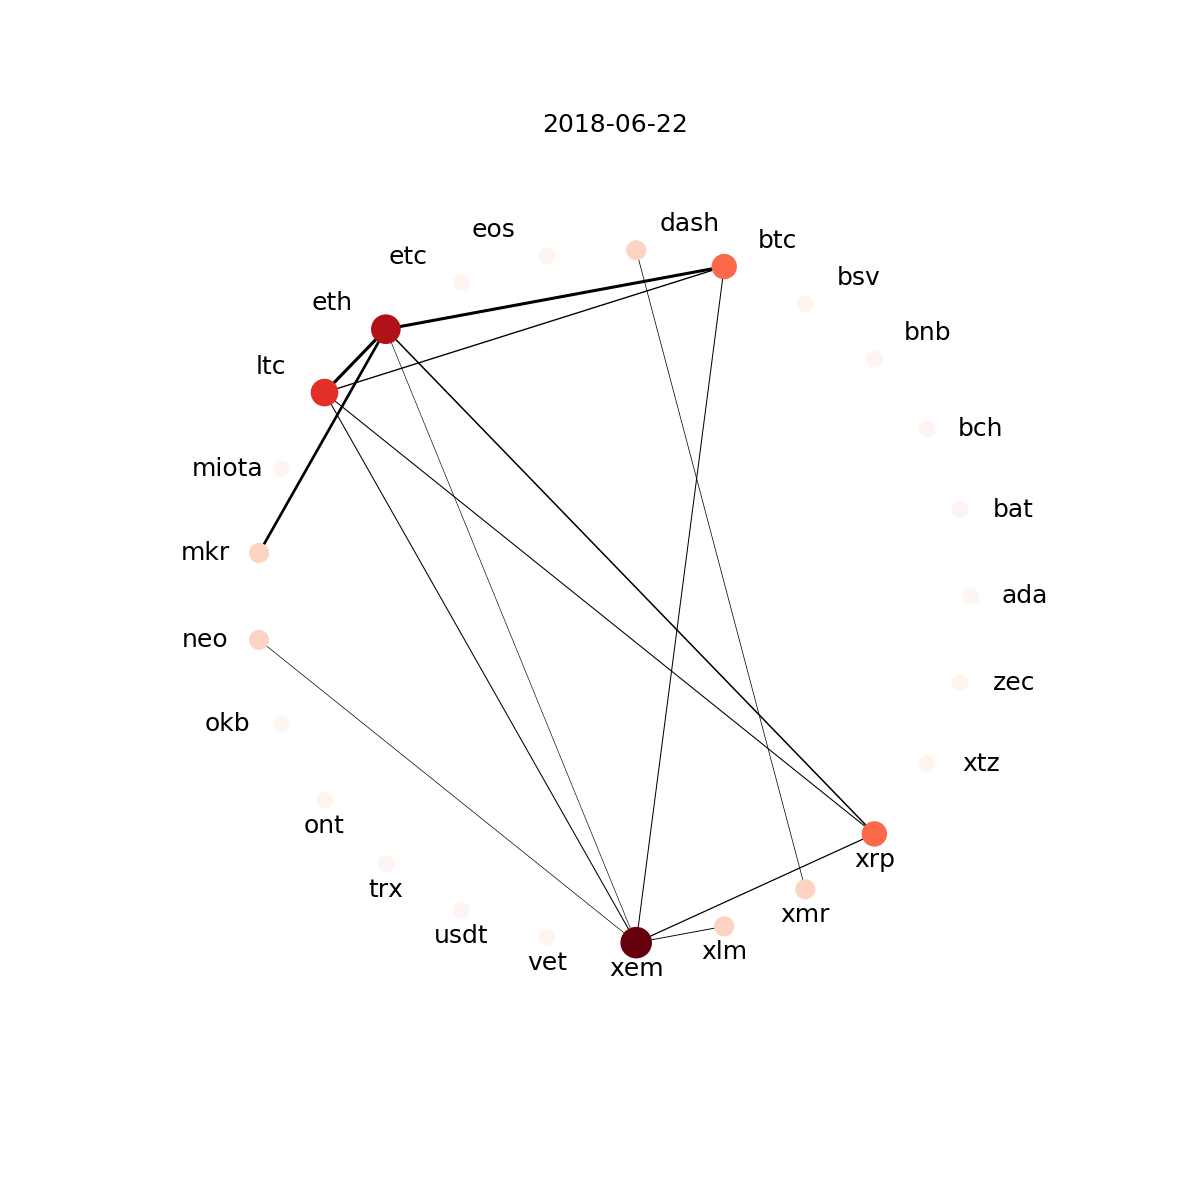 2018-06-22
dash
eos
btc
etc
bsv
eth
bnb
ltc
bch
miota
bat
mkr
ada
neo
zec
okb
xtz
ont
xrp
trx
xmr
usdt
xlm
vet
xem